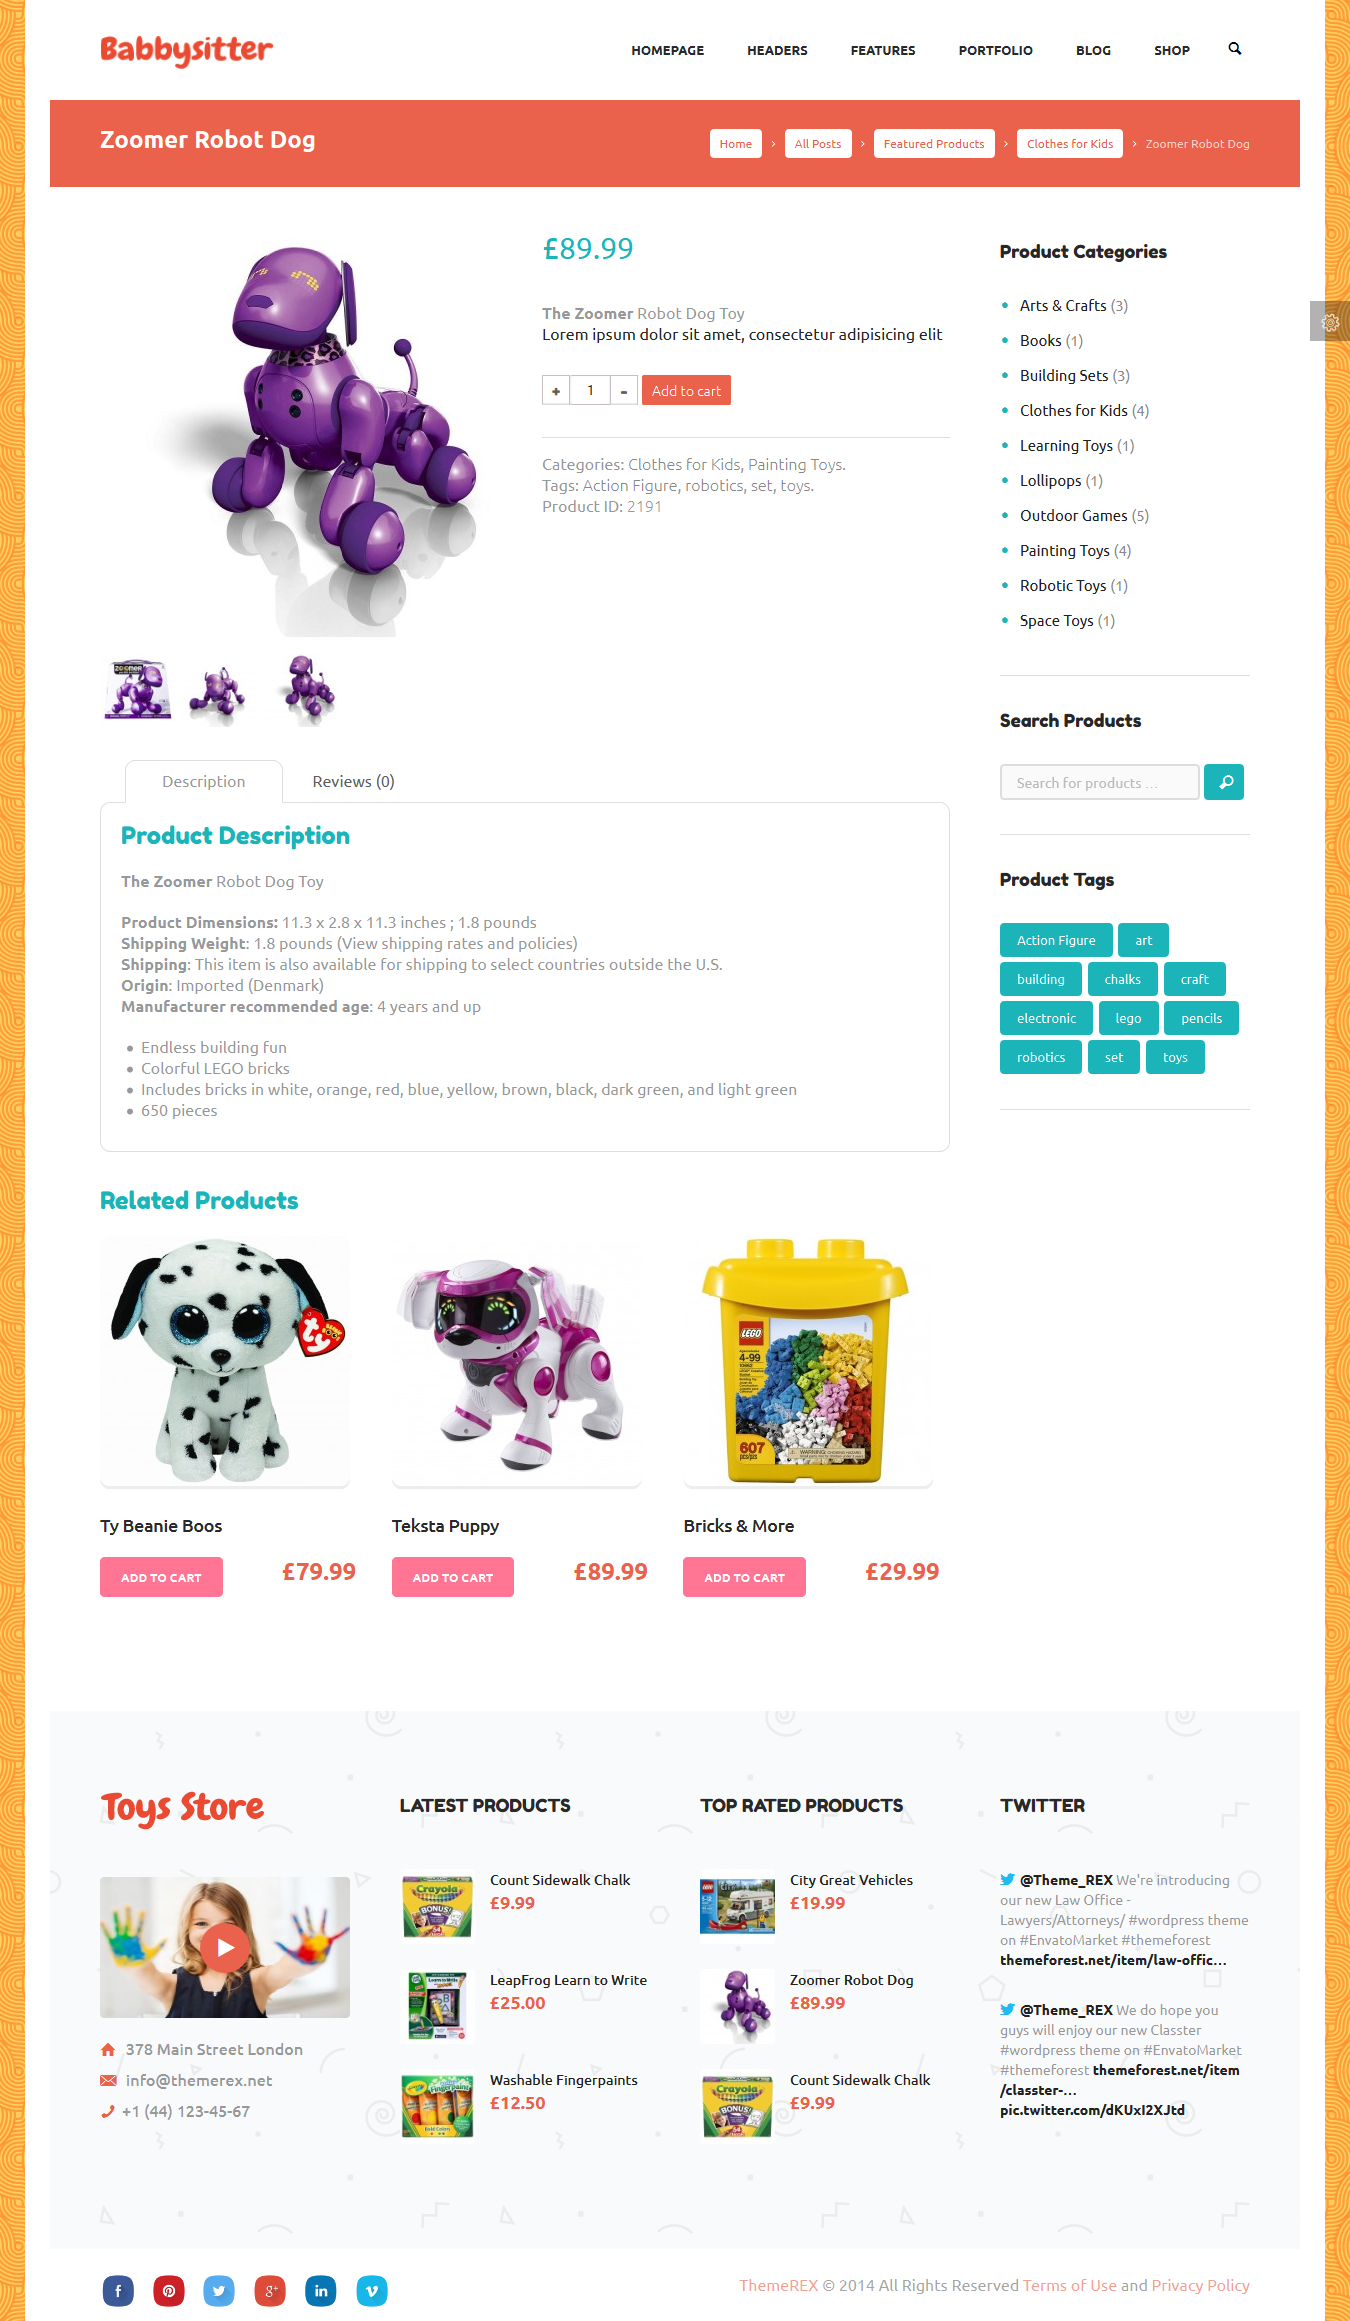 Babbysitter
HOMEPAGE HEADERS FEATURES PORTFOLIO BLOG SHOP
Zoomer Robot Dog
Home › All Posts › Featured Products › Clothes for Kids › Zoomer Robot Dog
£89.99
The Zoomer Robot Dog Toy
Lorem ipsum dolor sit amet, consectetur adipisicing elit
+ 1 - Add to cart
Categories: Clothes for Kids, Painting Toys.
Tags: Action Figure, robotics, set, toys.
Product ID: 2191
Product Categories
Arts & Crafts (3)
Books (1)
Building Sets (3)
Clothes for Kids (4)
Learning Toys (1)
Lollipops (1)
Outdoor Games (5)
Painting Toys (4)
Robotic Toys (1)
Space Toys (1)
Search Products
Search for products ...
Product Tags
Action Figure art
building chalks craft
electronic lego pencils
robotics set toys
ZOOMER
Description Reviews (0)
Product Description
The Zoomer Robot Dog Toy
Product Dimensions: 11.3 x 2.8 x 11.3 inches ; 1.8 pounds
Shipping Weight: 1.8 pounds (View shipping rates and policies)
Shipping: This item is also available for shipping to select countries outside the U.S.
Origin: Imported (Denmark)
Manufacturer recommended age: 4 years and up
• Endless building fun
• Colorful LEGO bricks
• Includes bricks in white, orange, red, blue, yellow, brown, black, dark green, and light green
• 650 pieces
Related Products
ty
LEGO
4-99
607
pcs/pzs
WARNING:
Ty Beanie Boos
ADD TO CART £79.99
Teksta Puppy
ADD TO CART £89.99
Bricks & More
ADD TO CART £29.99
Toys Store
378 Main Street London
info@themerex.net
+1 (44) 123-45-67
LATEST PRODUCTS
Crayola
BONUS!
Count Sidewalk Chalk
£9.99
LeapFrog Learn to Write
£25.00
Washable Fingerpaints
£12.50
TOP RATED PRODUCTS
City Great Vehicles
£19.99
Zoomer Robot Dog
£89.99
Crayola
BONUS!
Count Sidewalk Chalk
£9.99
TWITTER
@Theme_REX We're introducing
our new Law Office -
Lawyers/Attorneys/ #wordpress theme
on #EnvatoMarket #themeforest
themeforest.net/item/law-offic…
@Theme_REX We do hope you
guys will enjoy our new Classter
#wordpress theme on #EnvatoMarket
#themeforest themeforest.net/item
/classter-…
pic.twitter.com/dKUxI2XJtd
ThemeREX © 2014 All Rights Reserved Terms of Use and Privacy Policy